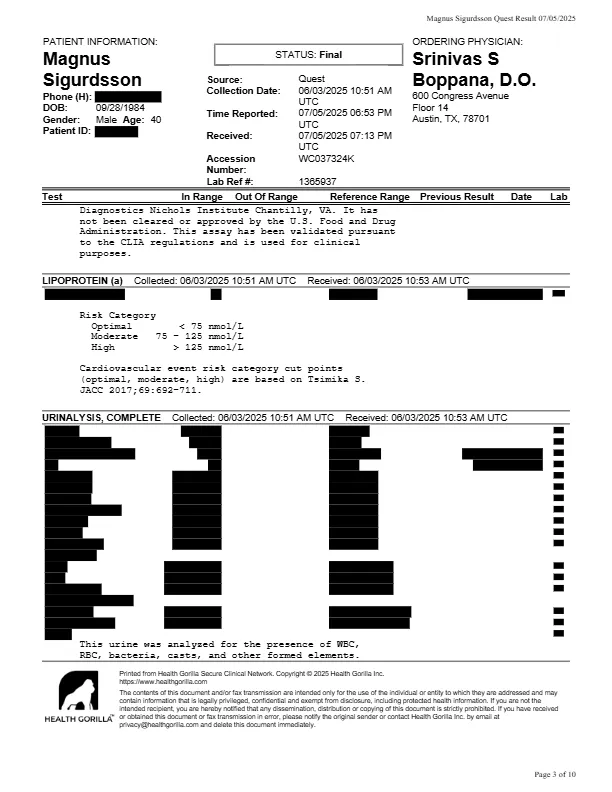 Magnus Sigurdsson Quest Result 07/05/2025
PATIENT INFORMATION:
Magnus
Sigurdsson
Phone (H):
DOB: 09/28/1984
Gender: Male Age: 40
Patient ID:
STATUS: Final
Source: Quest
Collection Date: 06/03/2025 10:51 AM
UTC
Time Reported: 07/05/2025 06:53 PM
UTC
Received: 07/05/2025 07:13 PM
UTC
Accession WC037324K
Number:
Lab Ref #: 1365937
ORDERING PHYSICIAN:
Srinivas S
Boppana, D.O.
600 Congress Avenue
Floor 14
Austin, TX, 78701
Test In Range Out Of Range Reference Range Previous Result Date Lab
Diagnostics Nichols Institute Chantilly, VA. It has
not been cleared or approved by the U.S. Food and Drug
Administration. This assay has been validated pursuant
to the CLIA regulations and is used for clinical
purposes.
LIPOPROTEIN (a) Collected: 06/03/2025 10:51 AM UTC Received: 06/03/2025 10:53 AM UTC
Risk Category
Optimal < 75 nmol/L
Moderate 75 - 125 nmol/L
High > 125 nmol/L
Cardiovascular event risk category cut points
(optimal, moderate, high) are based on Tsimika S.
JACC 2017;69:692-711.
URINALYSIS, COMPLETE Collected: 06/03/2025 10:51 AM UTC Received: 06/03/2025 10:53 AM UTC
This urine was analyzed for the presence of WBC,
RBC, bacteria, casts, and other formed elements.
HEALTH GORILLA
Printed from Health Gorilla Secure Clinical Network. Copyright © 2025 Health Gorilla Inc.
https://www.healthgorilla.com
The contents of this document and/or fax transmission are intended only for the use of the individual or entity to which they are addressed and may
contain information that is legally privileged, confidential and exempt from disclosure, including protected health information. If you are not the
intended recipient, you are hereby notified that any dissemination, distribution or copying of this document is strictly prohibited. If you have received
or obtained this document or fax transmission in error, please notify the original sender or contact Health Gorilla Inc. by email at
privacy@healthgorilla.com and delete this document immediately.
Page 3 of 10